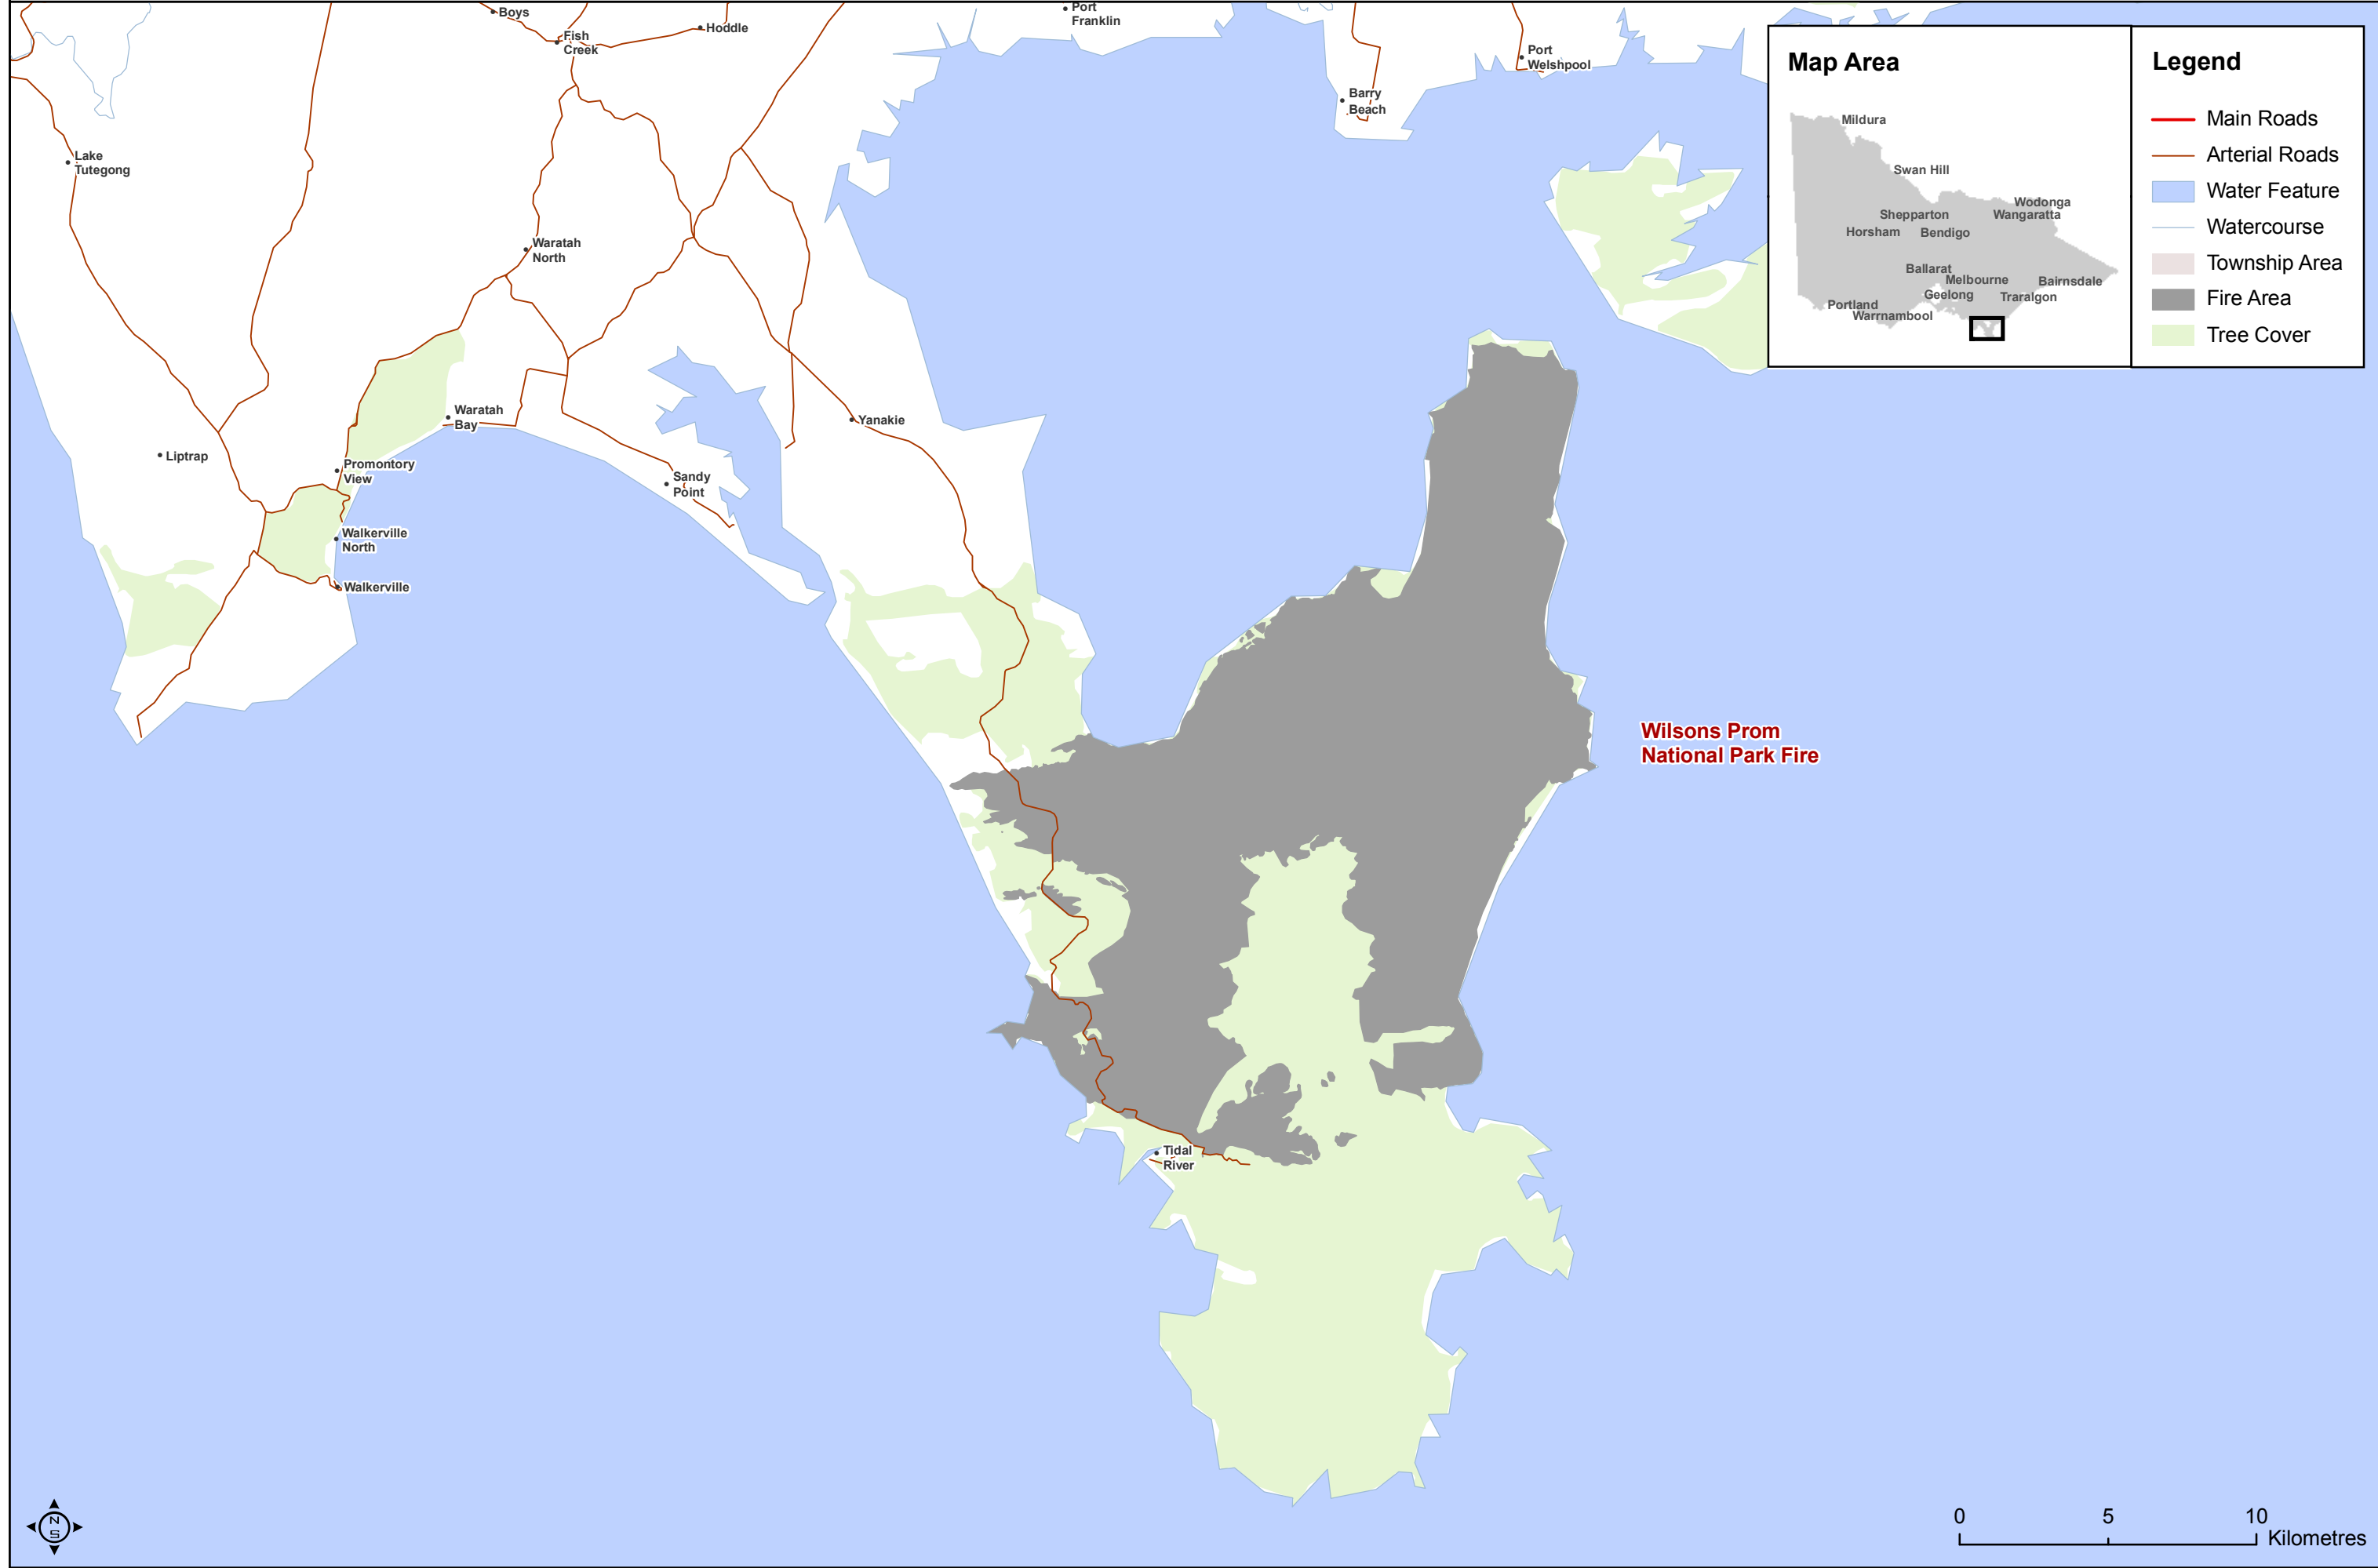 Boys
Fish
Creek
Hoddle
Port
Franklin
Port
Welshpool
Barry
Beach
Lake
Tutegong
Waratah
North
Waratah
Bay
Yanakie
Liptrap
Promontory
View
Sandy
Point
Walkerville
North
Walkerville
Wilsons Prom
National Park Fire
Tidal
River
Map Area
Mildura
Swan Hill
Wodonga
Wangaratta
Shepparton
Horsham
Bendigo
Ballarat
Melbourne
Bairnsdale
Geelong
Traralgon
Portland
Warrnambool
Legend
Main Roads
Arterial Roads
Water Feature
Watercourse
Township Area
Fire Area
Tree Cover
N
S
0 5 10
Kilometres